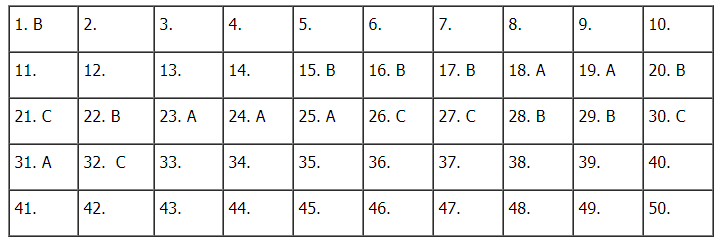 1. B 2. 3. 4. 5. 6. 7. 8. 9. 10.
11. 12. 13. 14. 15. B 16. B 17. B 18. A 19. A 20. B
21. C 22. B 23. A 24. A 25. A 26. C 27. C 28. B 29. B 30. C
31. A 32. C 33. 34. 35. 36. 37. 38. 39. 40.
41. 42. 43. 44. 45. 46. 47. 48. 49. 50.